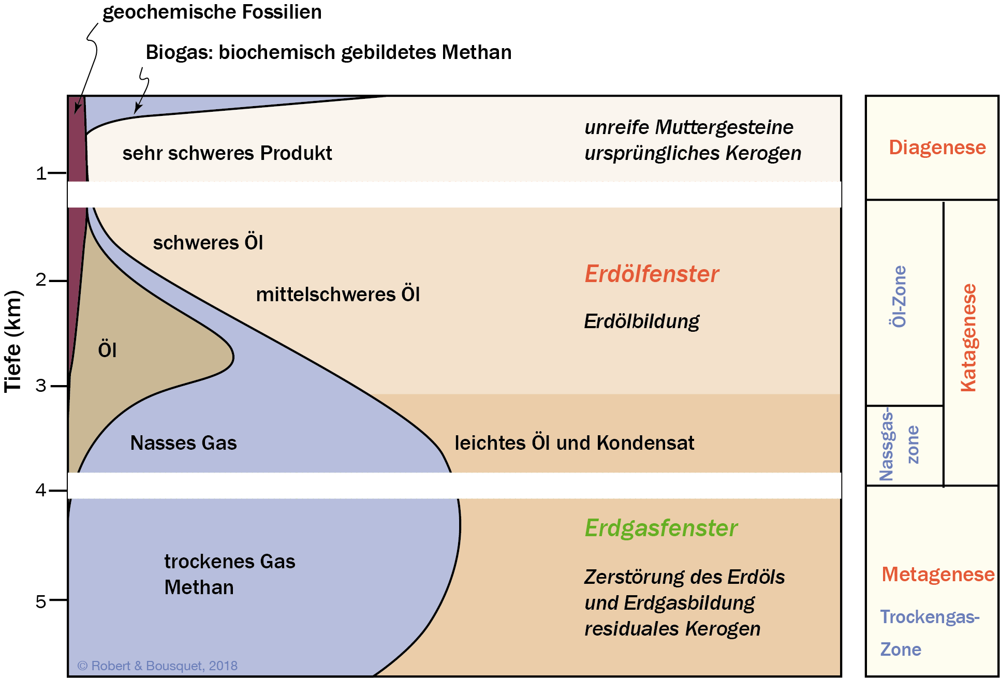 geochemische Fossilien
Biogas: biochemisch gebildetes Methan
unreife Muttergesteine
ursprüngliches Kerogen
sehr schweres Produkt
Diagenese
1
schweres Öl
mittelschweres Öl
Erdölfenster
Erdölbildung
Öl-Zone
Katagenese
2
Tiefe (km)
Öl
3
Nasses Gas
leichtes Öl und Kondensat
Nassgas-
zone
4
Erdgasfenster
trockenes Gas
Methan
Zerstörung des Erdöls
und Erdgasbildung
residuales Kerogen
Metagenese
Trockengas-
Zone
5
© Robert & Bousquet, 2018